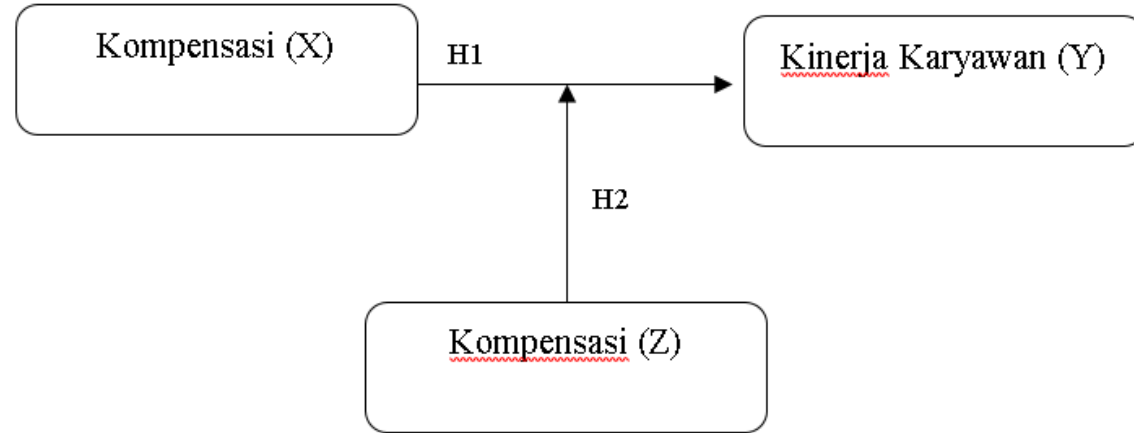 Kompensasi (X)
H1
Kinerja Karyawan (Y)
H2
Kompensasi (Z)